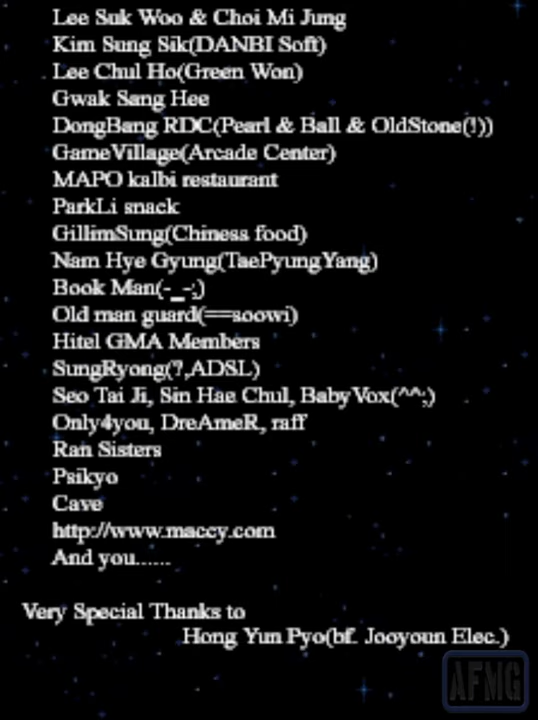 Lee Suk Woo & Choi Mi Jung
Kim Sung Sik(DANBI Soft)
Lee Chul Ho(Green Won)
Gwak Sang Hee
DongBang RDC(Pearl & Ball & OldStone(!))
GameVillage(Arcade Center)
MAPO kalbi restaurant
ParkLi snack
GillimSung(Chiness food)
Nam Hye Gyung(TaePyungYang)
Book Man(-_-;)
Old man guard(==soowi)
Hitel GMA Members
SungRyong(?,ADSL)
Seo Tai Ji, Sin Hae Chul, BabyVox(^^;)
Only4you, DreAmeR, raff
Ran Sisters
Psikyo
Cave
http://www.maccy.com
And you......
Very Special Thanks to
Hong Yun Pyo(bf. Jooyoun Elec.)
AFMG